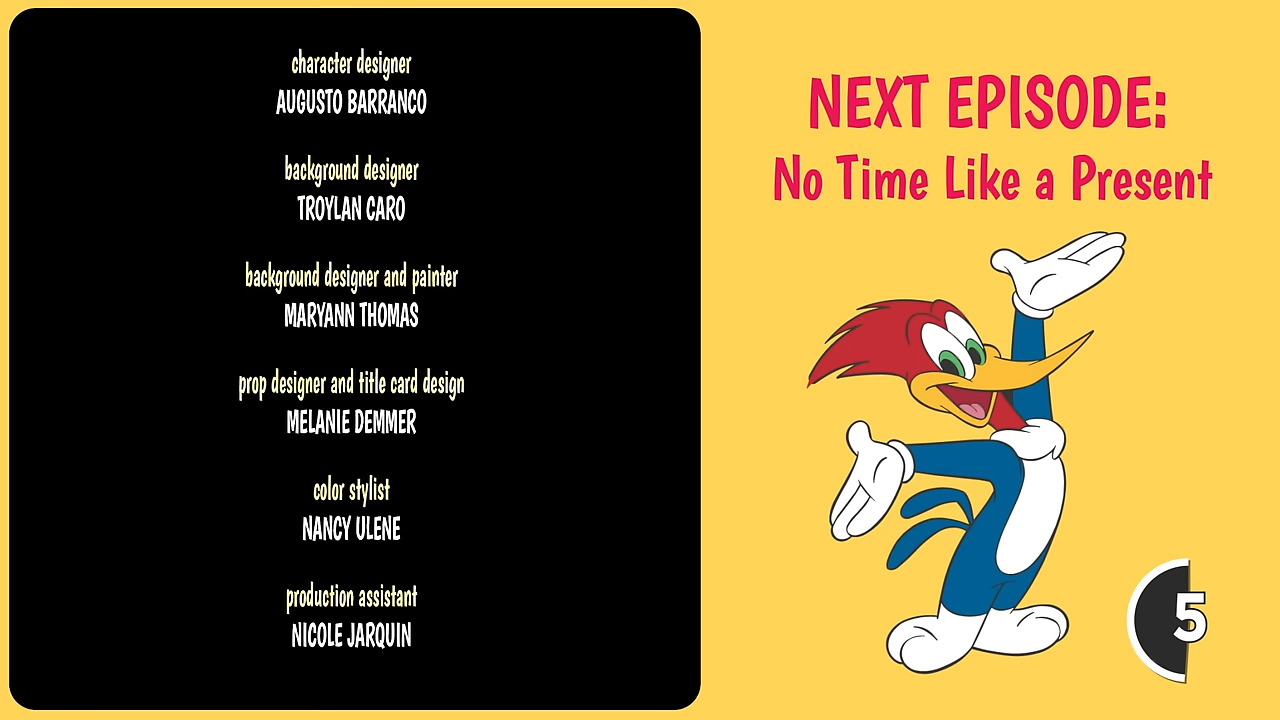 character designer
AUGUSTO BARRANCO
background designer
TROYLAN CARO
background designer and painter
MARYANN THOMAS
prop designer and title card design
MELANIE DEMMER
color stylist
NANCY ULENE
production assistant
NICOLE JARQUIN
NEXT EPISODE:
No Time Like a Present
5